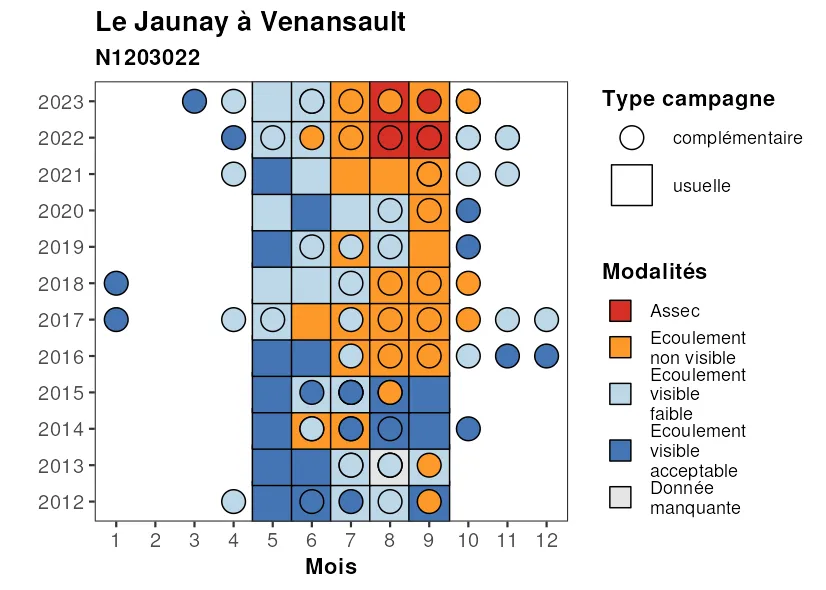 Le Jaunay à Venansault
N1203022
2023
2022
2021
2020
2019
2018
2017
2016
2015
2014
2013
2012
1 2 3 4 5 6 7 8 9 10 11 12
Mois
Type campagne
complémentaire
usuelle
Modalités
Assec
Ecoulement
non visible
Ecoulement
visible
faible
Ecoulement
visible
acceptable
Donnée
manquante